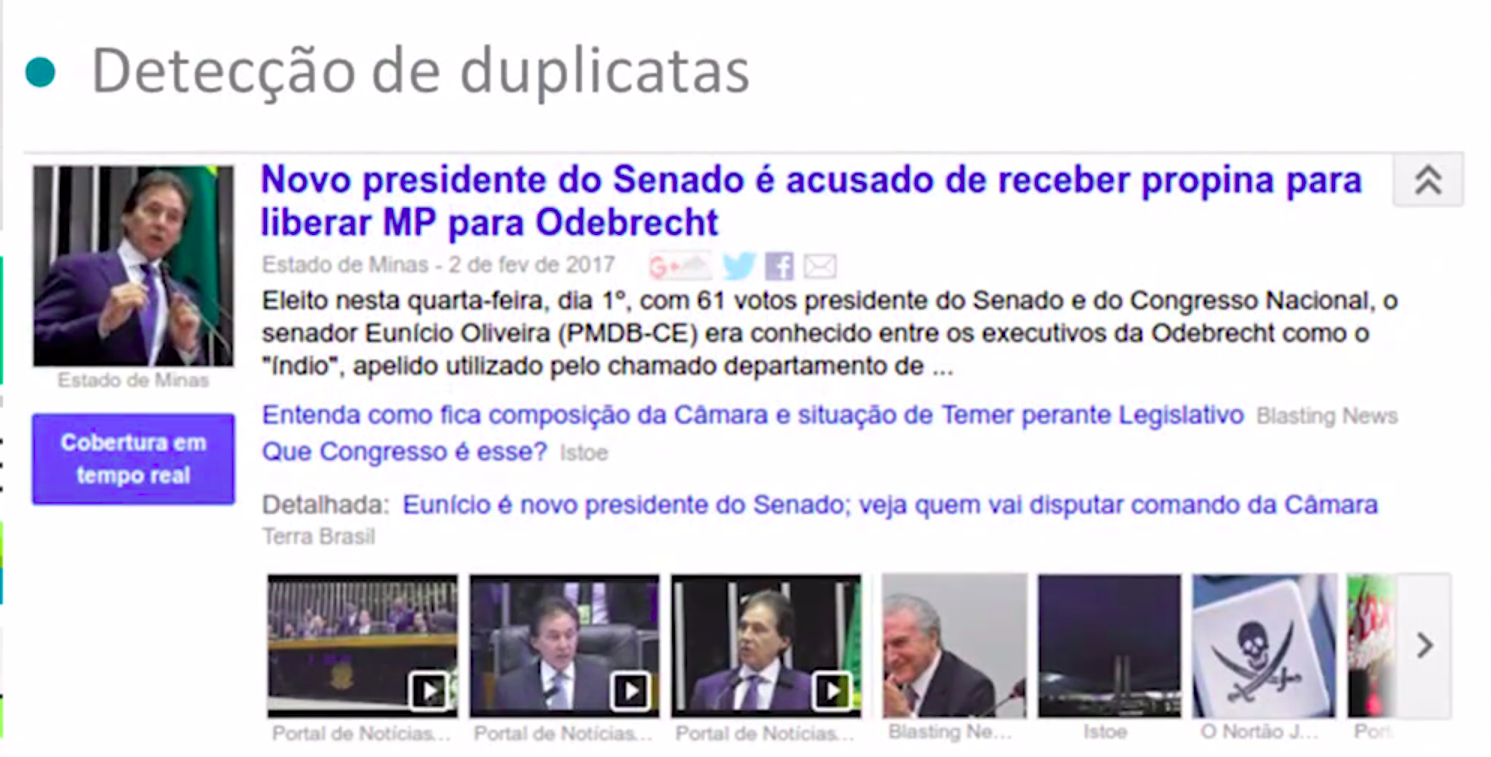 Detecção de duplicatas
Novo presidente do Senado é acusado de receber propina para
liberar MP para Odebrecht
Estado de Minas - 2 de fev de 2017 G+
Eleito nesta quarta-feira, dia 1º, com 61 votos presidente do Senado e do Congresso Nacional, o
senador Eunício Oliveira (PMDB-CE) era conhecido entre os executivos da Odebrecht como o
"índio", apelido utilizado pelo chamado departamento de ...
Estado de Minas
Cobertura em
tempo real
Entenda como fica composição da Câmara e situação de Temer perante Legislativo Blasting News
Que Congresso é esse? Istoe
Detalhada: Eunício é novo presidente do Senado; veja quem vai disputar comando da Câmara
Terra Brasil
Portal de Notícias... Portal de Notícias... Portal de Notícias... Blasting Ne... Istoe O Nortão J... Port